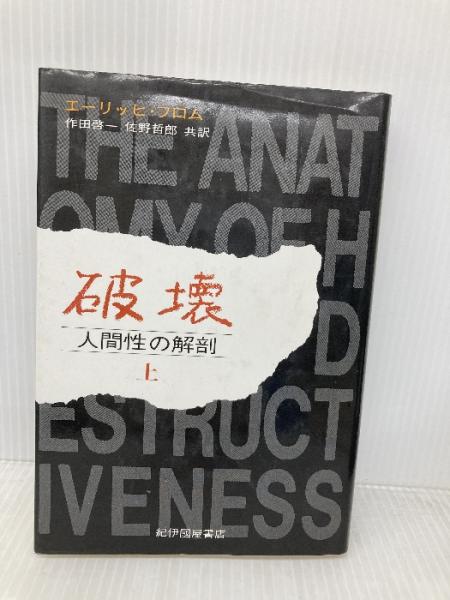 エーリッヒ・フロム
作田啓一 佐野哲郎 共訳
THE ANAT
OMY OF H
破壊
人間性の解剖
上
D
ESTRUCT
IVENESS
紀伊國屋書店